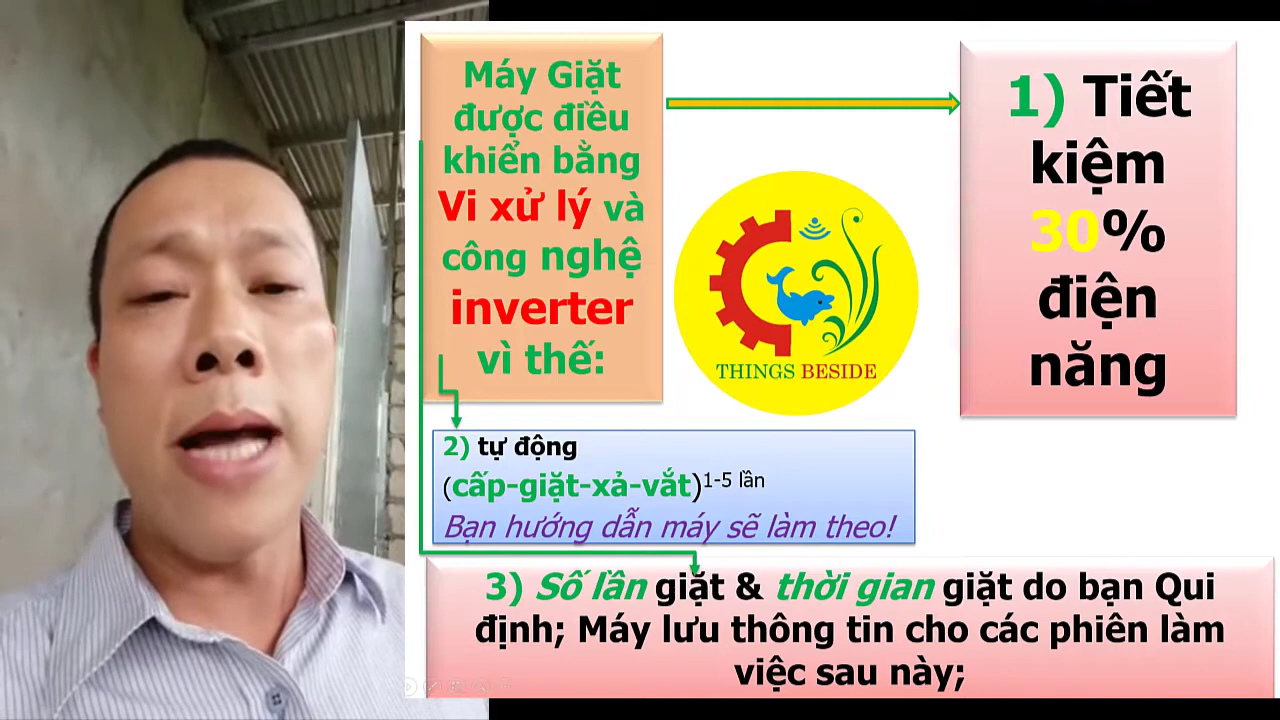 Máy Giặt
được điều
khiển bằng
Vi xử lý và
công nghệ
inverter
vì thế:
1) Tiết
kiệm
30%
điện
năng
THINGS BESIDE
2) tự động
(cấp-giặt-xả-vắt)1-5 lần
Bạn hướng dẫn máy sẽ làm theo!
3) Số lần giặt & thời gian giặt do bạn Qui
định; Máy lưu thông tin cho các phiên làm
việc sau này;